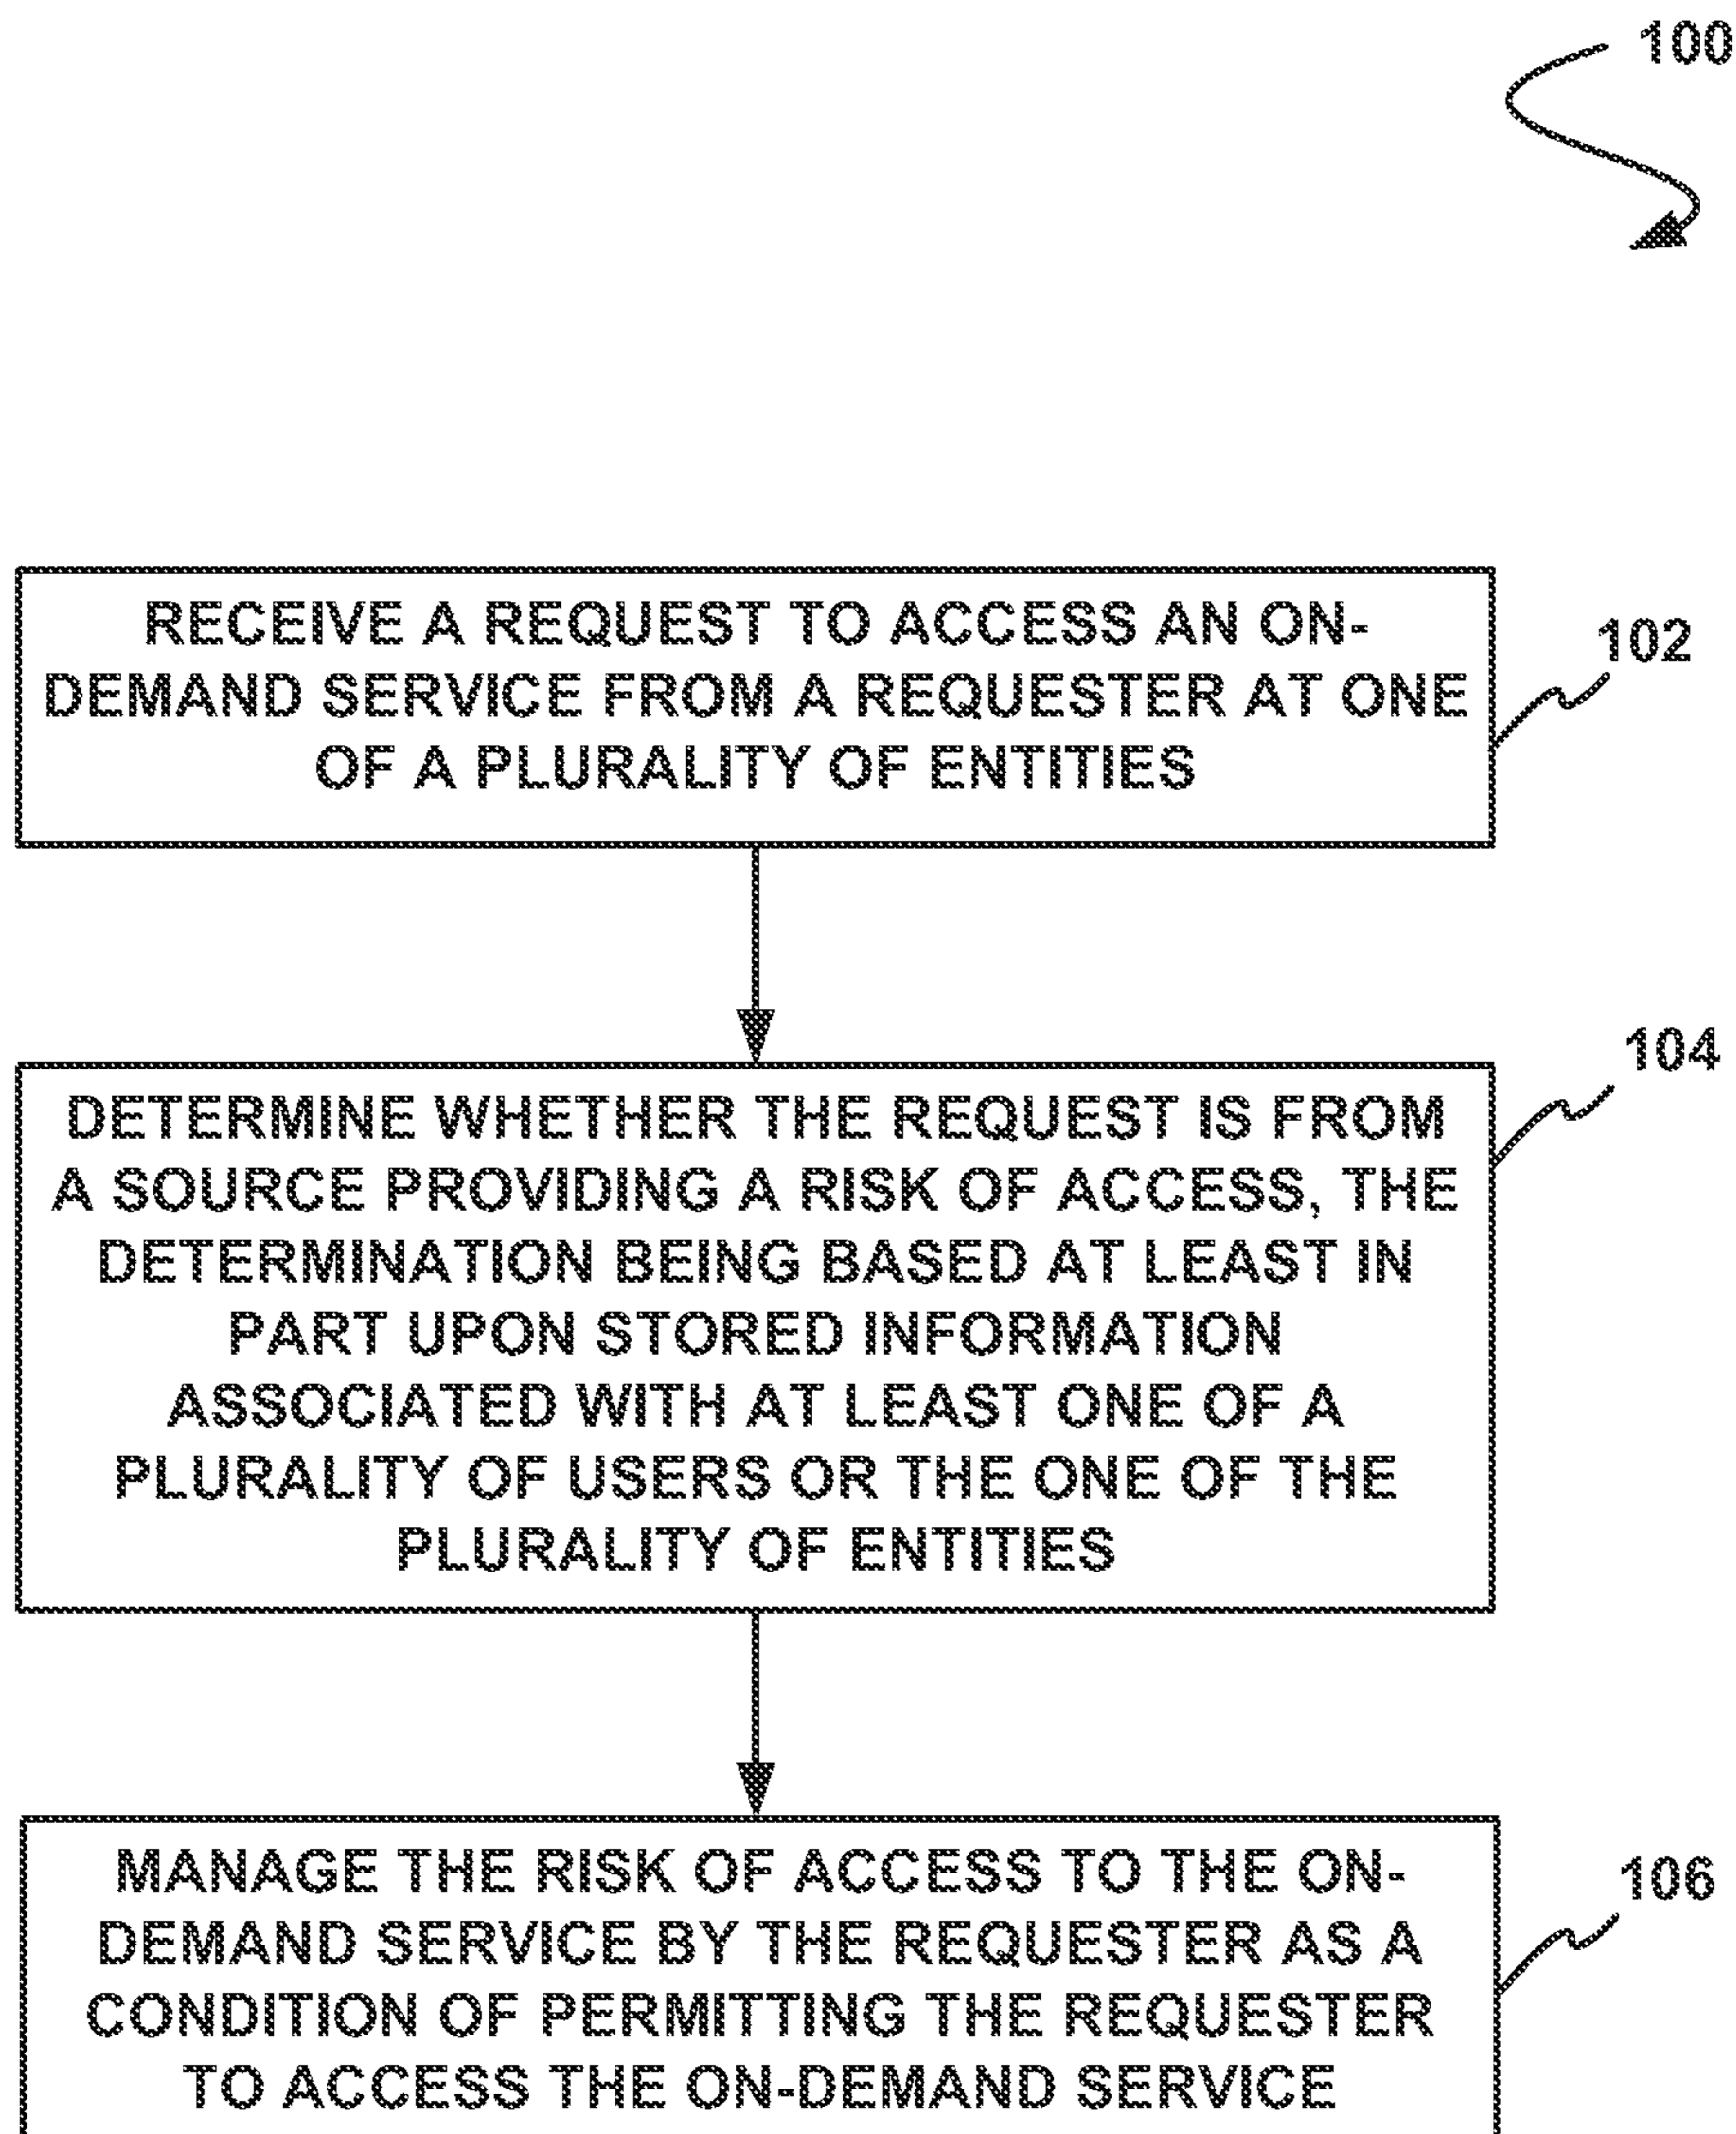 100
RECEIVE A REQUEST TO ACCESS AN ON-
DEMAND SERVICE FROM A REQUESTER AT ONE
OF A PLURALITY OF ENTITIES
102
DETERMINE WHETHER THE REQUEST IS FROM
A SOURCE PROVIDING A RISK OF ACCESS, THE
DETERMINATION BEING BASED AT LEAST IN
PART UPON STORED INFORMATION
ASSOCIATED WITH AT LEAST ONE OF A
PLURALITY OF USERS OR THE ONE OF THE
PLURALITY OF ENTITIES
104
MANAGE THE RISK OF ACCESS TO THE ON-
DEMAND SERVICE BY THE REQUESTER AS A
CONDITION OF PERMITTING THE REQUESTER
TO ACCESS THE ON-DEMAND SERVICE
106